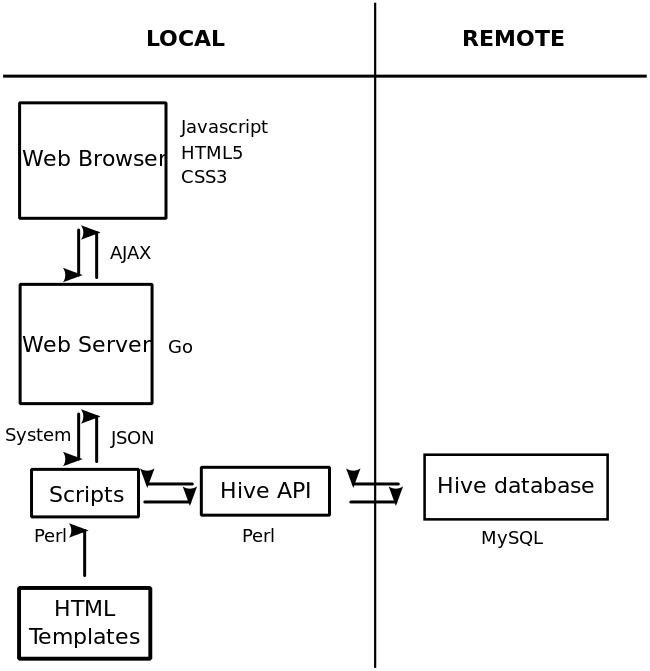 LOCAL
REMOTE
Web Browser
Javascript
HTML5
CSS3
AJAX
Web Server
Go
System
JSON
Scripts
Hive API
Hive database
Perl
Perl
MySQL
HTML
Templates